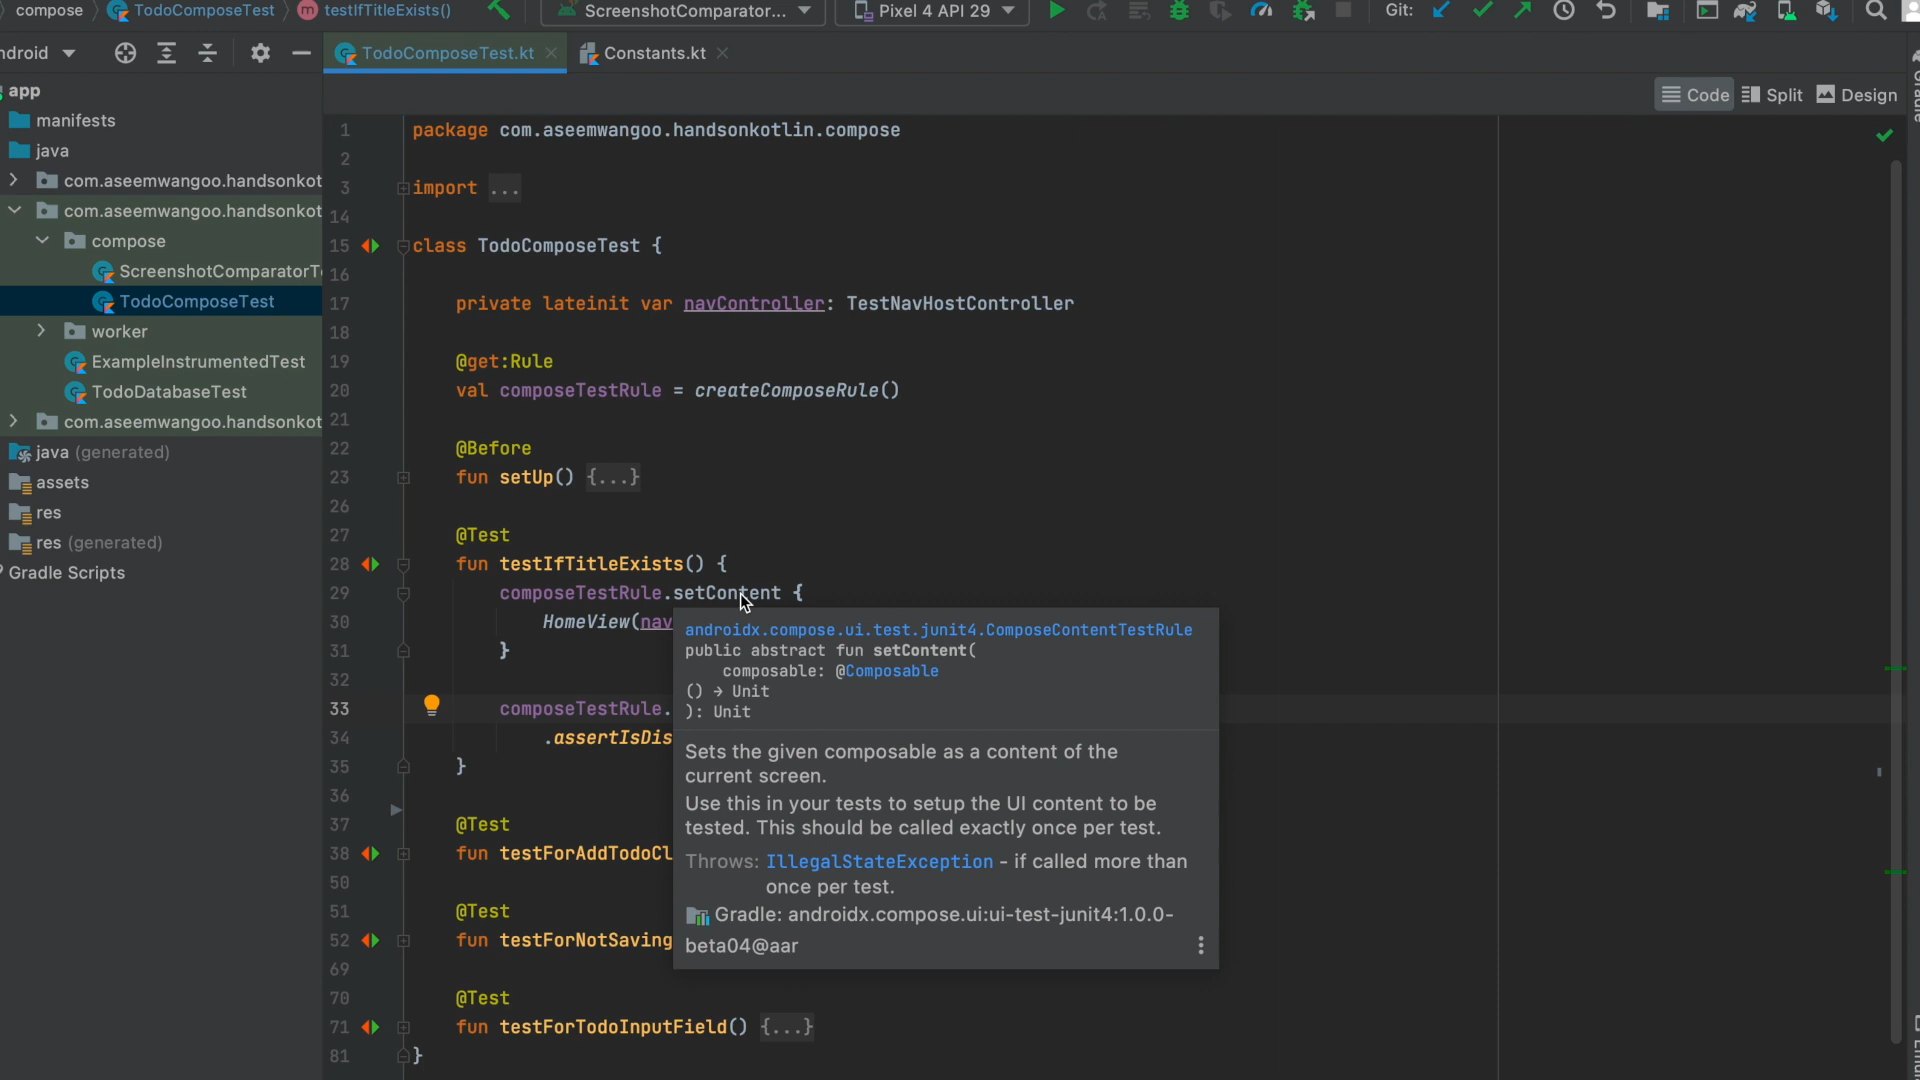 compose TodoComposeTest testIfTitleExists() ScreenshotComparator... Pixel 4 API 29 Git:
ndroid TodoComposeTest.kt Constants.kt
Code Split Design
app
manifests
java
com.aseemwangoo.handsonkot
com.aseemwangoo.handsonkot
compose
ScreenshotComparatorT
TodoComposeTest
worker
ExampleInstrumentedTest
TodoDatabaseTest
com.aseemwangoo.handsonkot
java (generated)
assets
res
res (generated)
Gradle Scripts
1 package com.aseemwangoo.handsonkotlin.compose
2
3 import ...
14
15 class TodoComposeTest {
16
17 private lateinit var navController: TestNavHostController
18
19 @get:Rule
20 val composeTestRule = createComposeRule()
21
22 @Before
23 fun setUp() {...}
26
27 @Test
28 fun testIfTitleExists() {
29 composeTestRule.setContent {
30 HomeView(nav
31 }
32
33 composeTestRule.
34 .assertIsDis
35 }
36
37 @Test
38 fun testForAddTodoCl
50
51 @Test
52 fun testForNotSaving
69
70 @Test
71 fun testForTodoInputField() {...}
81 }
androidx.compose.ui.test.junit4.ComposeContentTestRule
public abstract fun setContent(
composable: @Composable
() → Unit
): Unit
Sets the given composable as a content of the
current screen.
Use this in your tests to setup the UI content to be
tested. This should be called exactly once per test.
Throws: IllegalStateException - if called more than
once per test.
Gradle: androidx.compose.ui:ui-test-junit4:1.0.0-
beta04@aar
Gradle